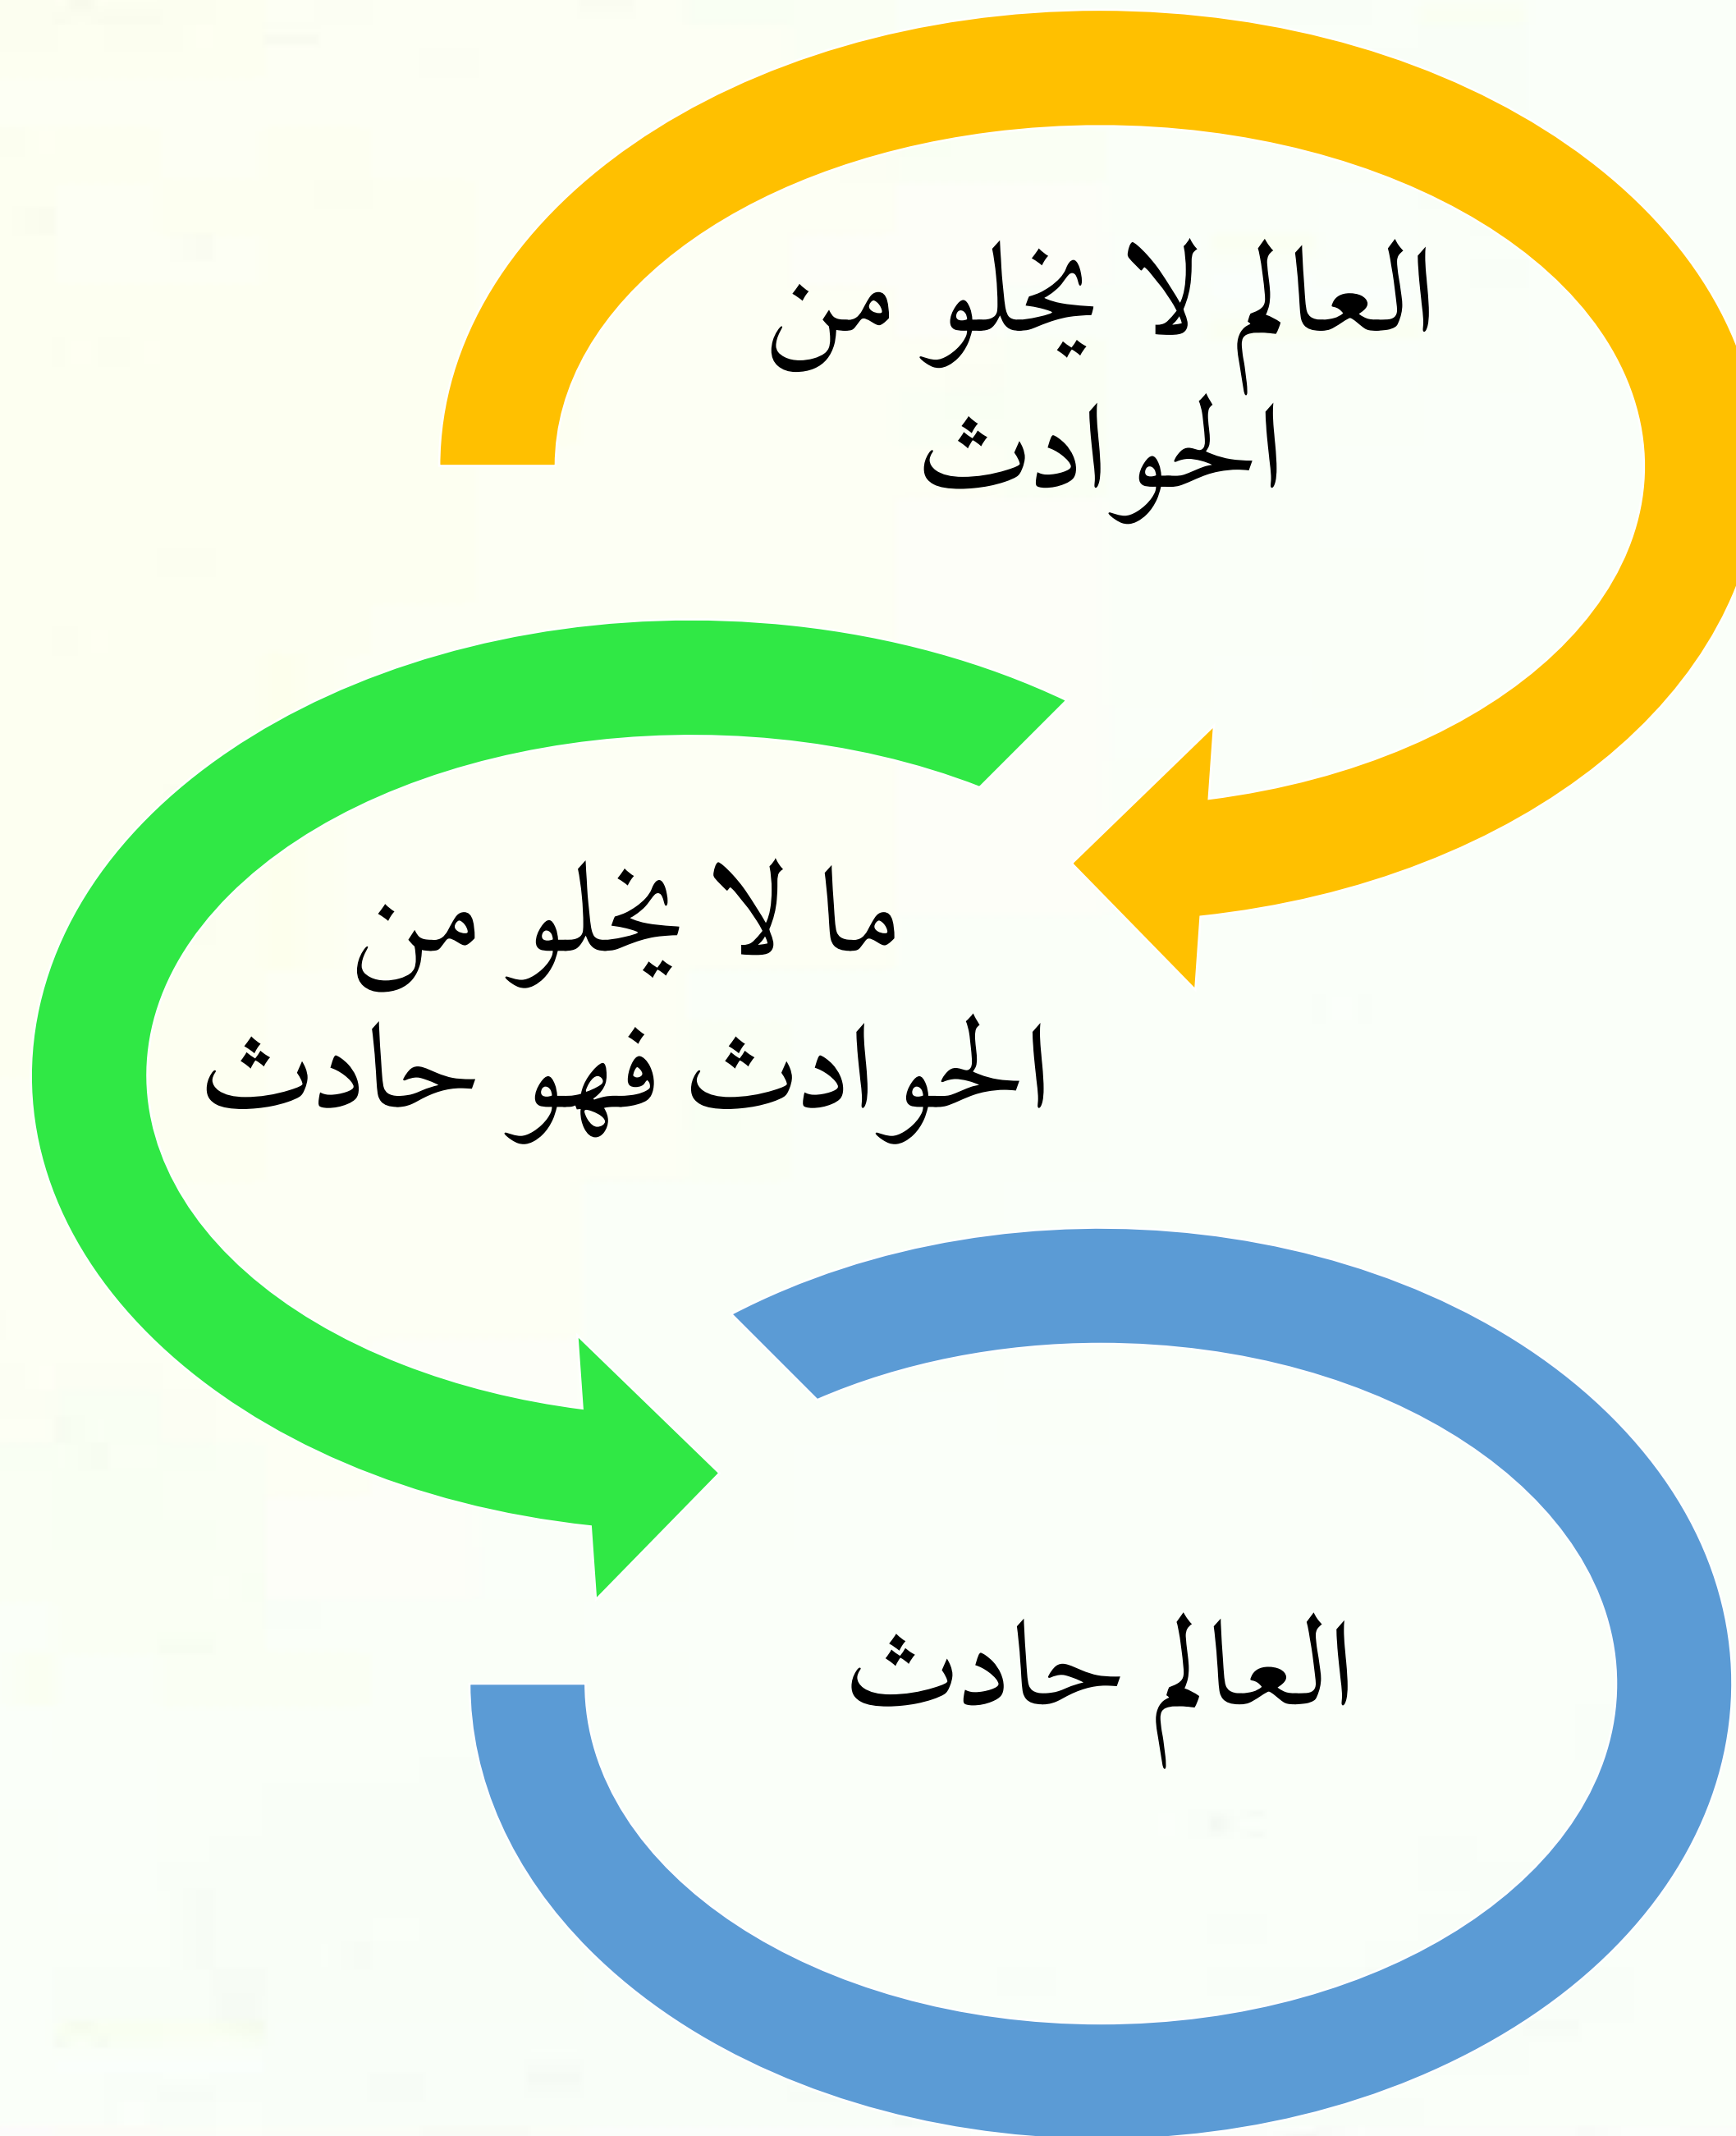 العالم لا يخلو من
الحوادث
ما لا يخلو من
الحوادث فهو حادث
العالم حادث